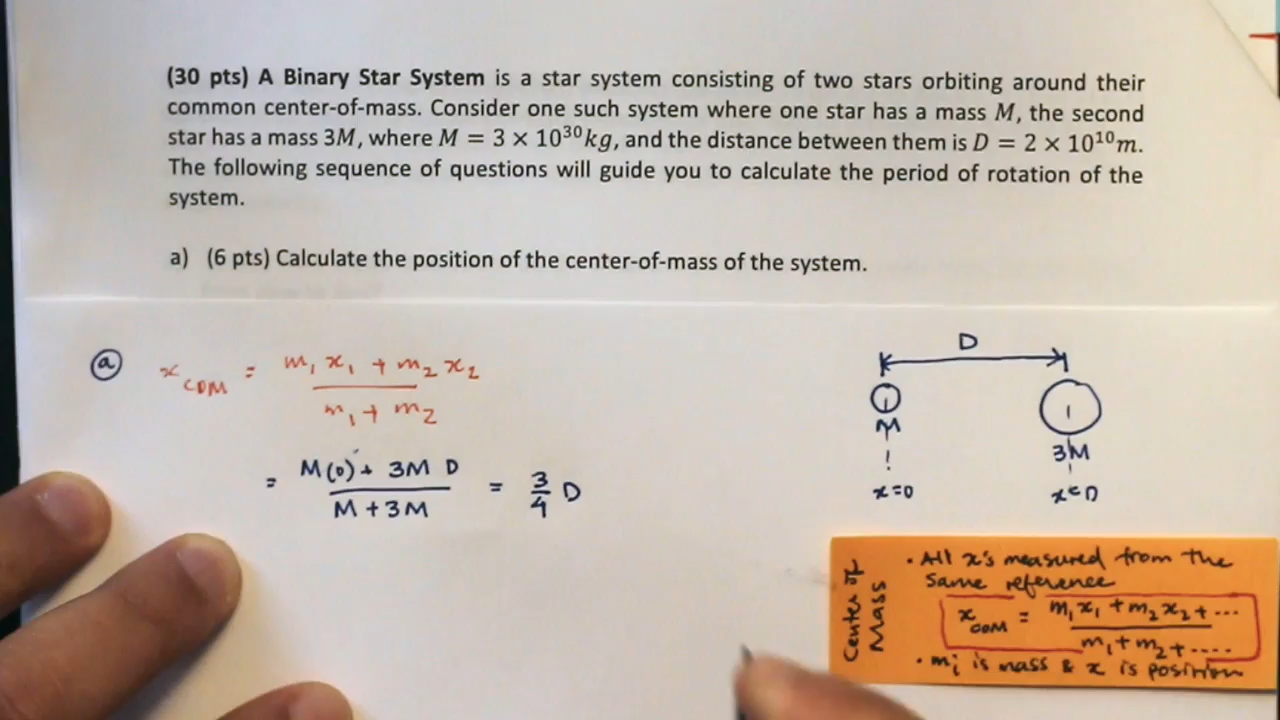 (30 pts) A Binary Star System is a star system consisting of two stars orbiting around their
common center-of-mass. Consider one such system where one star has a mass M, the second
star has a mass 3M, where M = 3 × 10³⁰kg, and the distance between them is D = 2 × 10¹⁰m.
The following sequence of questions will guide you to calculate the period of rotation of the
system.
a) (6 pts) Calculate the position of the center-of-mass of the system.
ⓐ x_COM = (m₁x₁ + m₂x₂) / (m₁ + m₂)
= (M(0) + 3M D) / (M + 3M) = 3/4 D
D
M 3M
x=0 x=D
Center of Mass
• All x's measured from the
same reference
x_COM = (m₁x₁ + m₂x₂ + ...) / (m₁ + m₂ + ....)
• mᵢ is mass & x is position